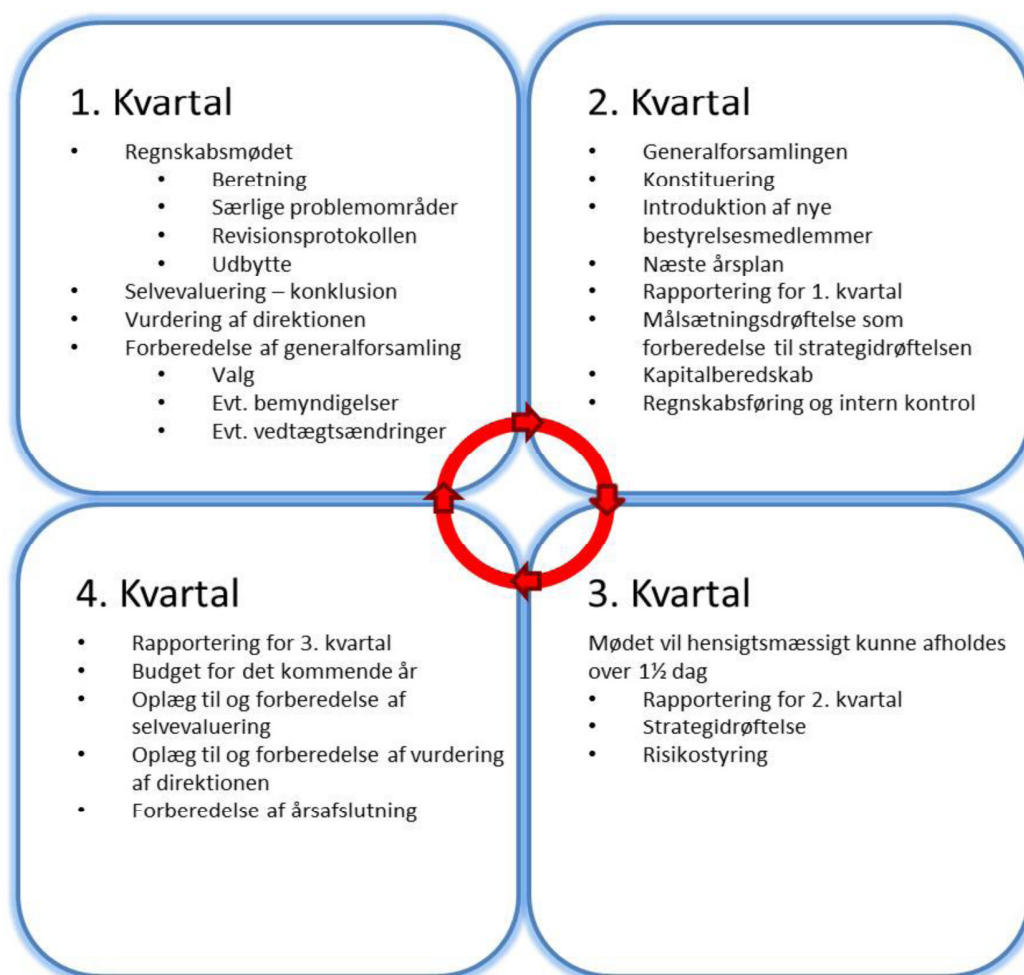 1. Kvartal
• Regnskabsmødet
• Beretning
• Særlige problemområder
• Revisionsprotokollen
• Udbytte
• Selvevaluering – konklusion
• Vurdering af direktionen
• Forberedelse af generalforsamling
• Valg
• Evt. bemyndigelser
• Evt. vedtægtsændringer
2. Kvartal
• Generalforsamlingen
• Konstituering
• Introduktion af nye
bestyrelsesmedlemmer
• Næste årsplan
• Rapportering for 1. kvartal
• Målsætningsdrøftelse som
forberedelse til strategidrøftelsen
• Kapitalberedskab
• Regnskabsføring og intern kontrol
3. Kvartal
Mødet vil hensigtsmæssigt kunne afholdes
over 1½ dag
• Rapportering for 2. kvartal
• Strategidrøftelse
• Risikostyring
4. Kvartal
• Rapportering for 3. kvartal
• Budget for det kommende år
• Oplæg til og forberedelse af
selvevaluering
• Oplæg til og forberedelse af vurdering
af direktionen
• Forberedelse af årsafslutning